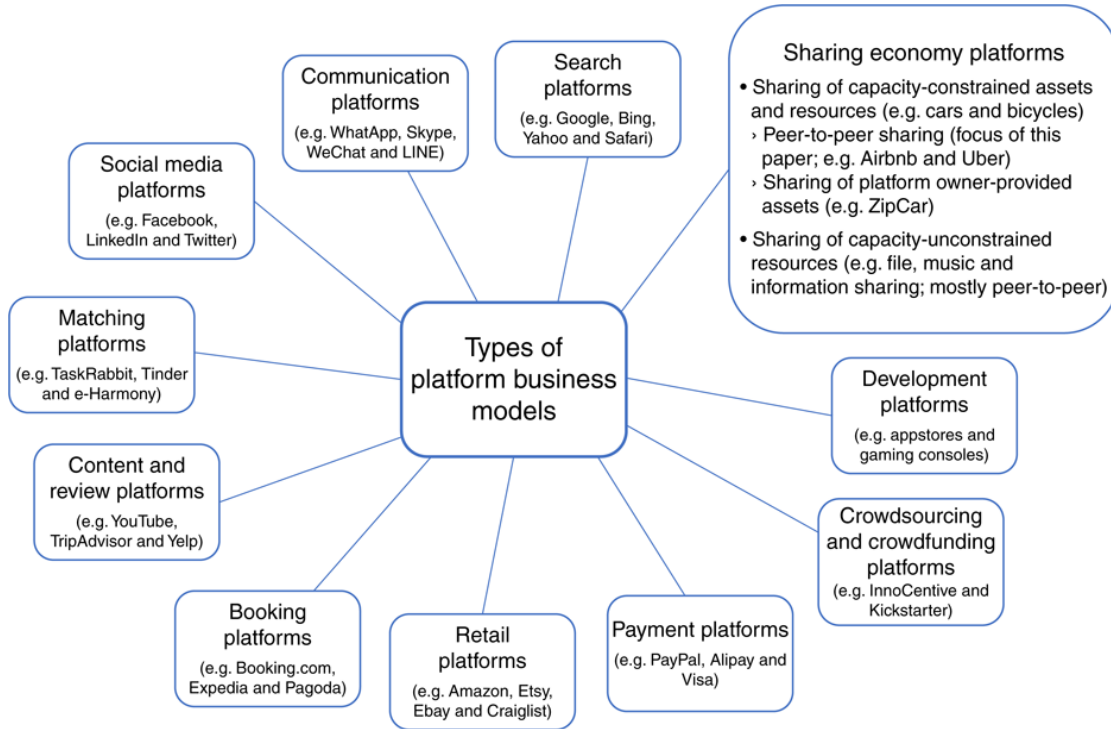 Types of
platform business
models
Search
platforms
(e.g. Google, Bing,
Yahoo and Safari)
Sharing economy platforms
• Sharing of capacity-constrained assets
and resources (e.g. cars and bicycles)
› Peer-to-peer sharing (focus of this
paper; e.g. Airbnb and Uber)
› Sharing of platform owner-provided
assets (e.g. ZipCar)
• Sharing of capacity-unconstrained
resources (e.g. file, music and
information sharing; mostly peer-to-peer)
Development
platforms
(e.g. appstores and
gaming consoles)
Crowdsourcing
and crowdfunding
platforms
(e.g. InnoCentive and
Kickstarter)
Payment platforms
(e.g. PayPal, Alipay and
Visa)
Retail
platforms
(e.g. Amazon, Etsy,
Ebay and Craiglist)
Booking
platforms
(e.g. Booking.com,
Expedia and Pagoda)
Content and
review platforms
(e.g. YouTube,
TripAdvisor and Yelp)
Matching
platforms
(e.g. TaskRabbit, Tinder
and e-Harmony)
Social media
platforms
(e.g. Facebook,
LinkedIn and Twitter)
Communication
platforms
(e.g. WhatApp, Skype,
WeChat and LINE)